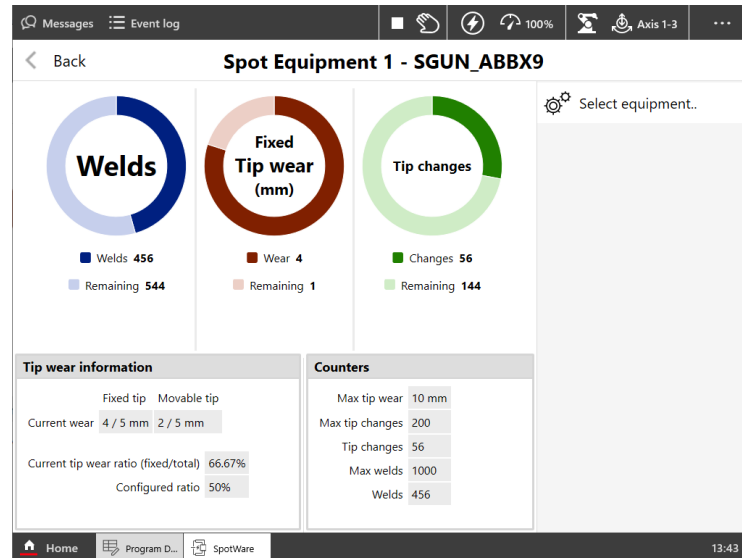 Messages Event log 100% Axis 1-3 ...
Back Spot Equipment 1 - SGUN_ABBX9
Select equipment..
Welds
Welds 456
Remaining 544
Fixed
Tip wear
(mm)
Wear 4
Remaining 1
Tip changes
Changes 56
Remaining 144
Tip wear information
Fixed tip Movable tip
Current wear 4 / 5 mm 2 / 5 mm
Current tip wear ratio (fixed/total) 66.67%
Configured ratio 50%
Counters
Max tip wear 10 mm
Max tip changes 200
Tip changes 56
Max welds 1000
Welds 456
Home Program D... SpotWare 13:43